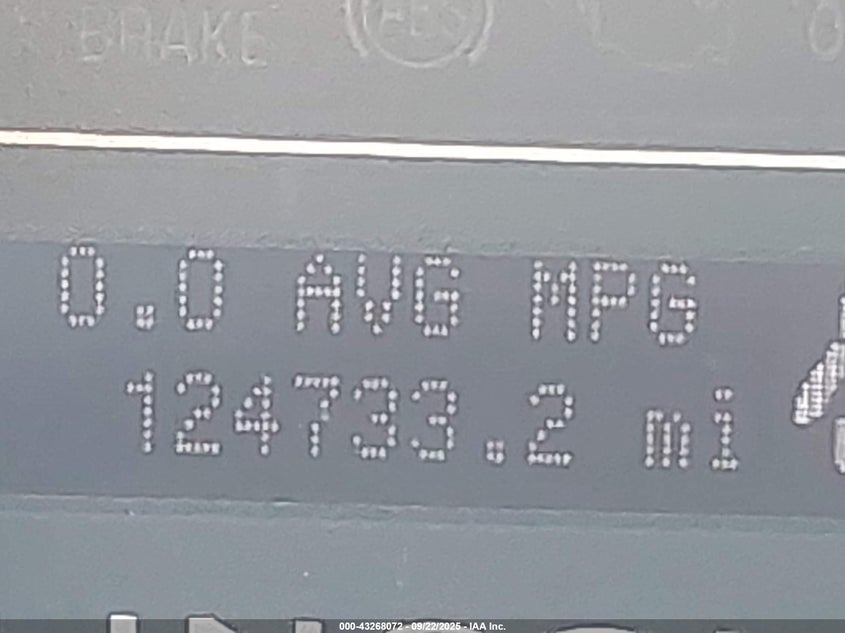 BRAKE
0.0 AVG MPG
124733.2 mi
000-43268072 - 09/22/2025 - IAA Inc.